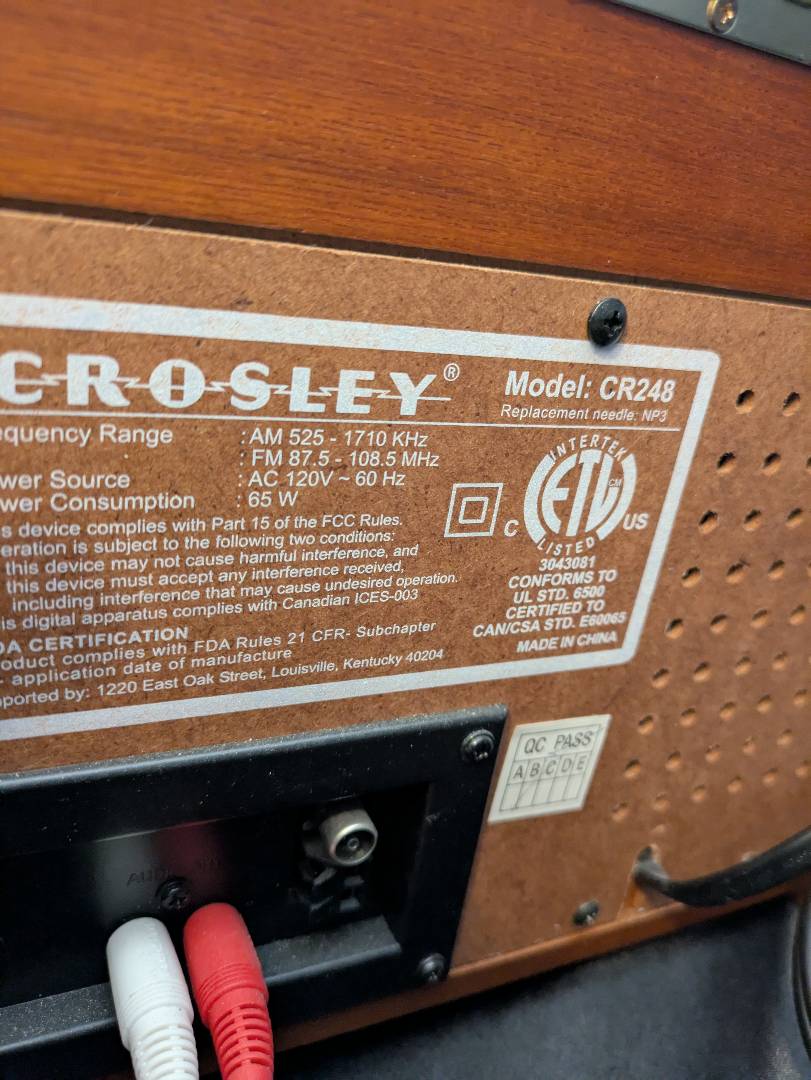 CROSLEY®
Model: CR248
Replacement needle: NP3
equency Range : AM 525 - 1710 KHz
: FM 87.5 - 108.5 MHz
wer Source : AC 120V ~ 60 Hz
wer Consumption : 65 W
s device complies with Part 15 of the FCC Rules.
eration is subject to the following two conditions:
this device may not cause harmful interference, and
this device must accept any interference received,
including interference that may cause undesired operation.
is digital apparatus complies with Canadian ICES-003
DA CERTIFICATION
roduct complies with FDA Rules 21 CFR- Subchapter
application date of manufacture
pported by: 1220 East Oak Street, Louisville, Kentucky 40204
INTERTEK
ETL CM
C US
LISTED
3043081
CONFORMS TO
UL STD. 6500
CERTIFIED TO
CAN/CSA STD. E60065
MADE IN CHINA
QC PASS
A B C D E